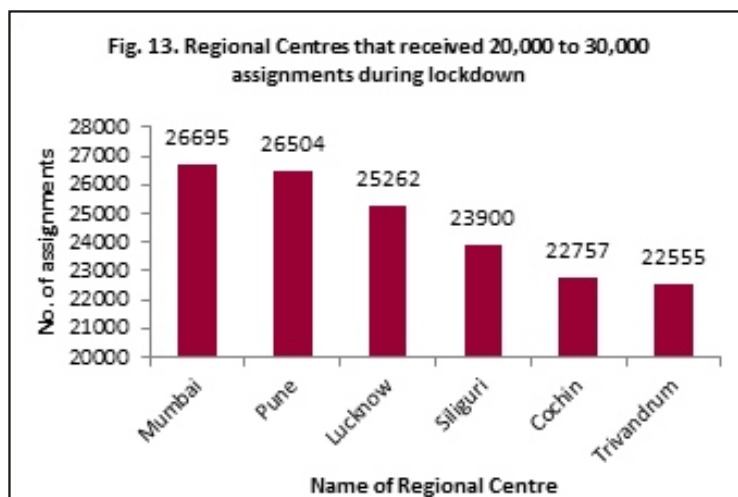 Fig. 13. Regional Centres that received 20,000 to 30,000
assignments during lockdown
No. of assignments
28000
27000
26000
25000
24000
23000
22000
21000
20000
26695
26504
25262
23900
22757
22555
Mumbai
Pune
Lucknow
Siliguri
Cochin
Trivandrum
Name of Regional Centre